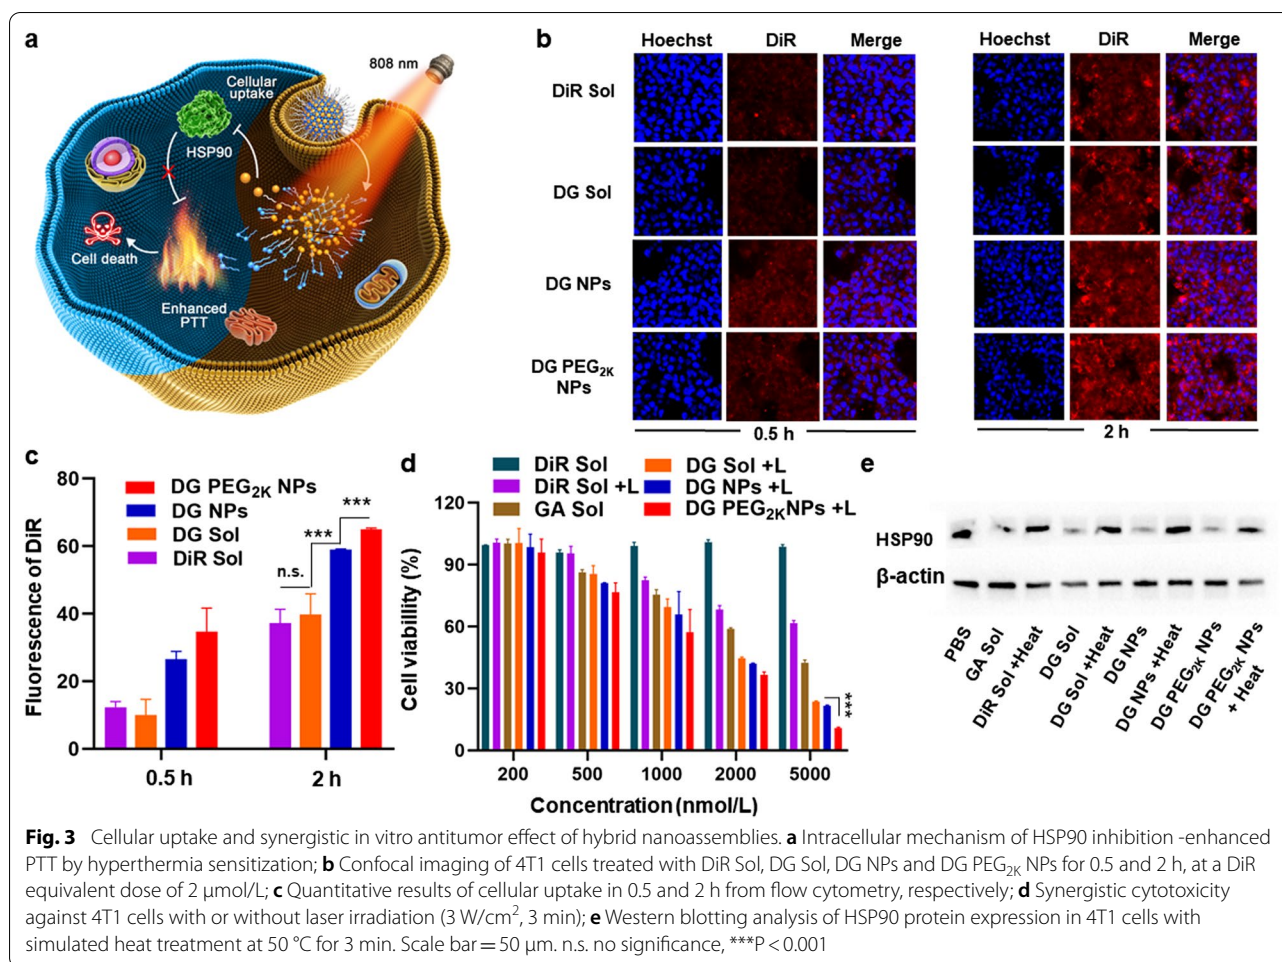 a
808 nm
Cellular
uptake
HSP90
Cell death
Enhanced
PTT
b
Hoechst DiR Merge
Hoechst DiR Merge
DiR Sol
DG Sol
DG NPs
DG PEG2K
NPs
0.5 h
2 h
c
Fluorescence of DiR
80
60
40
20
0
DG PEG2K NPs
DG NPs
DG Sol
DiR Sol
n.s.
***
***
0.5 h 2 h
d
DiR Sol
DiR Sol +L
GA Sol
DG Sol +L
DG NPs +L
DG PEG2KNPs +L
Cell viabillity (%)
120
90
60
30
0
***
200 500 1000 2000 5000
Concentration (nmol/L)
e
HSP90
β-actin
PBS
GA Sol
DiR Sol +Heat
DG Sol
DG Sol +Heat
DG NPs
DG NPs +Heat
DG PEG2K NPs
DG PEG2K NPs
+ Heat
Fig. 3 Cellular uptake and synergistic in vitro antitumor effect of hybrid nanoassemblies. a Intracellular mechanism of HSP90 inhibition -enhanced
PTT by hyperthermia sensitization; b Confocal imaging of 4T1 cells treated with DiR Sol, DG Sol, DG NPs and DG PEG2K NPs for 0.5 and 2 h, at a DiR
equivalent dose of 2 μmol/L; c Quantitative results of cellular uptake in 0.5 and 2 h from flow cytometry, respectively; d Synergistic cytotoxicity
against 4T1 cells with or without laser irradiation (3 W/cm², 3 min); e Western blotting analysis of HSP90 protein expression in 4T1 cells with
simulated heat treatment at 50 °C for 3 min. Scale bar = 50 μm. n.s. no significance, ***P < 0.001